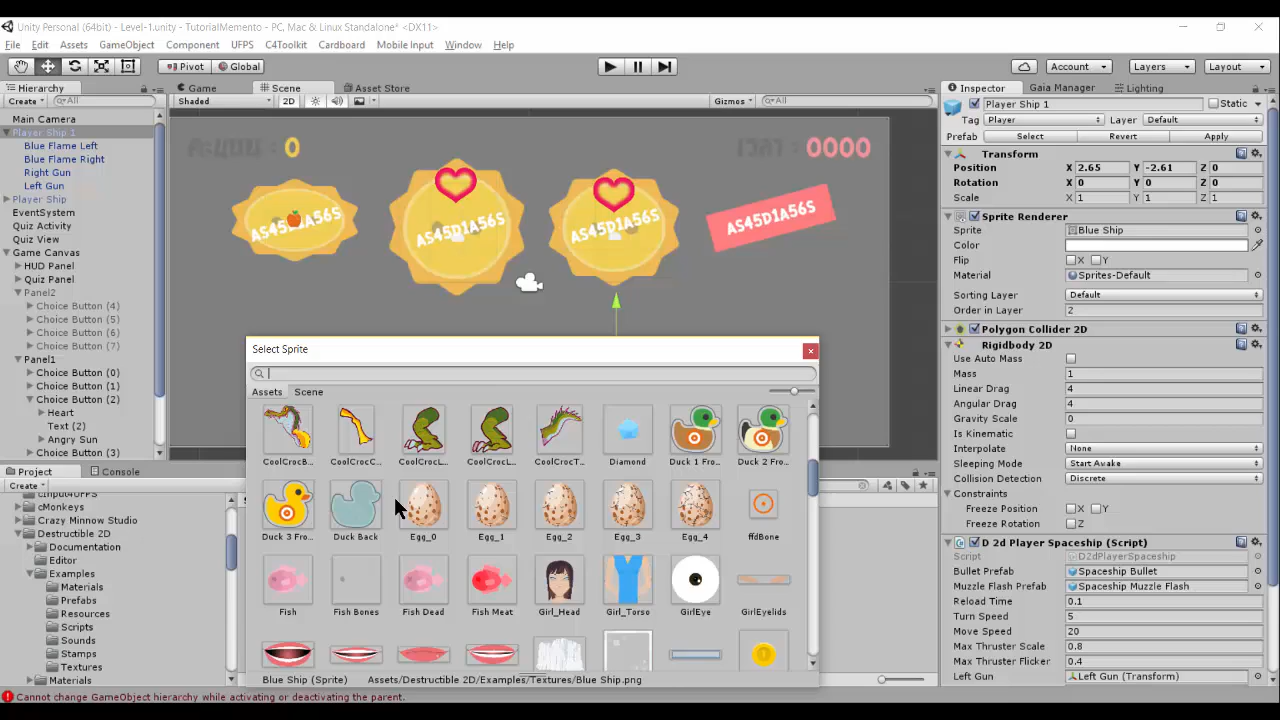 Unity Personal (64bit) - Level-1.unity - TutorialMemento - PC, Mac & Linux Standalone* <DX11>
File Edit Assets GameObject Component Window UFPS C4Toolkit Cardboard Mobile Input Window Help
Pivot Global Account Layers Layout
Hierarchy Game Scene Asset Store Inspector Gaia Manager Lighting
Create All Shaded 2D Gizmos All Player Ship 1 Static
Main Camera Tag Player Layer Default
Player Ship 1 Prefab Select Revert Apply
Blue Flame Left คะแนน : 0 เวลา : 0000 Transform
Blue Flame Right Position X 2.65 Y -2.61 Z 0
Right Gun Rotation X 0 Y 0 Z 0
Left Gun Scale X 1 Y 1 Z 1
Player Ship AS45D1A56S AS45D1A56S AS45D1A56S AS45D1A56S
EventSystem Sprite Renderer
Quiz Activity Sprite Blue Ship
Quiz View Color
Game Canvas Flip X Y
HUD Panel Material Sprites-Default
Quiz Panel Sorting Layer Default
Panel2 Order in Layer 2
Choice Button (4) Polygon Collider 2D
Choice Button (5) Rigidbody 2D
Choice Button (6) Use Auto Mass
Choice Button (7) Mass 1
Panel1 Linear Drag 4
Choice Button (0) Angular Drag 4
Choice Button (1) Gravity Scale 0
Choice Button (2) Is Kinematic
Heart Interpolate None
Text (2) Sleeping Mode Start Awake
Angry Sun Collision Detection Discrete
Choice Button (3) Constraints
Project Console Freeze Position X Y
Create Freeze Rotation Z
Select Sprite
Assets Scene
CoolCrocB... CoolCrocC... CoolCrocL... CoolCrocL... CoolCrocT... Diamond Duck 1 Fro... Duck 2 Fro...
Duck 3 Fro... Duck Back Egg_0 Egg_1 Egg_2 Egg_3 Egg_4 ffdBone
Fish Fish Bones Fish Dead Fish Meat Girl_Head Girl_Torso GirlEye GirlEyelids
Blue Ship (Sprite) Assets/Destructible 2D/Examples/Textures/Blue Ship.png
InputUFPS
cMonkeys
Crazy Minnow Studio
Destructible 2D
Documentation
Editor
Examples
Materials
Prefabs
Resources
Scripts
Sounds
Stamps
Textures
Materials
D 2d Player Spaceship (Script)
Script D2dPlayerSpaceship
Bullet Prefab Spaceship Bullet
Muzzle Flash Prefab Spaceship Muzzle Flash
Reload Time 0.1
Turn Speed 5
Move Speed 20
Max Thruster Scale 0.8
Max Thruster Flicker 0.4
Left Gun Left Gun (Transform)
Cannot change GameObject hierarchy while activating or deactivating the parent.